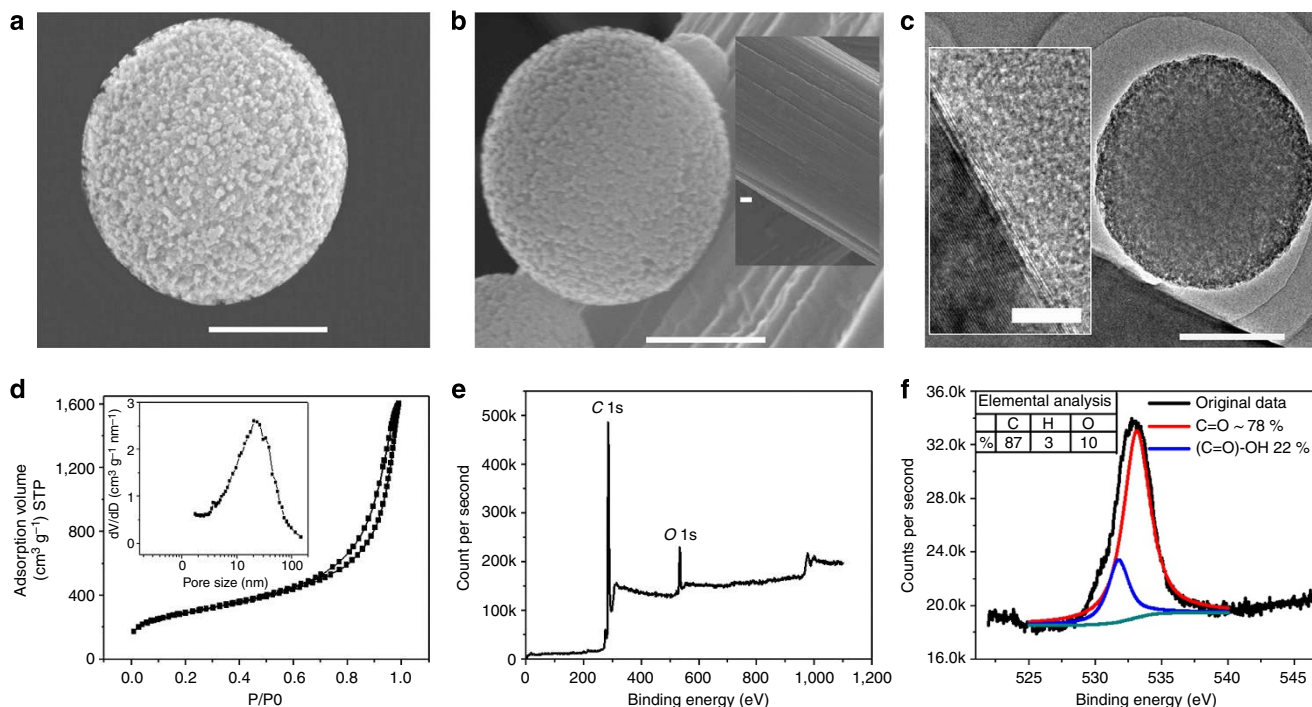 a
b
c
d
1,600
1,200
800
400
0
0.0 0.2 0.4 0.6 0.8 1.0
P/P0
Adsorption volume
(cm³ g⁻¹) STP
3
2
1
0
0 10 100
Pore size (nm)
dV/dD (cm³ g⁻¹ nm⁻¹)
e
500k
400k
300k
200k
100k
0
0 200 400 600 800 1,000 1,200
Binding energy (eV)
Count per second
C 1s
O 1s
f
36.0k
32.0k
28.0k
24.0k
20.0k
16.0k
525 530 535 540 545
Binding energy (eV)
Counts per second
Elemental analysis
C H O
% 87 3 10
Original data
C=O ~ 78 %
(C=O)-OH 22 %